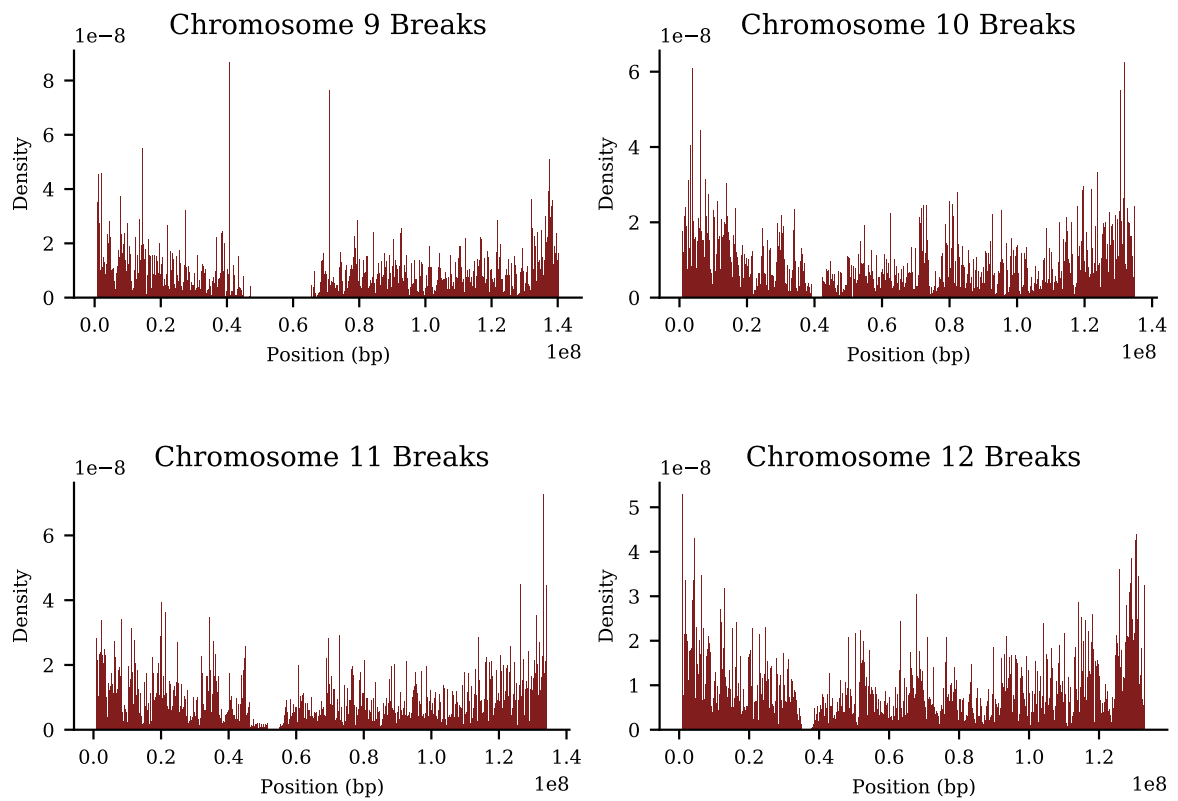 Chromosome 9 Breaks
1e−8
Density
8
6
4
2
0
0.0 0.2 0.4 0.6 0.8 1.0 1.2 1.4
Position (bp)
1e8
Chromosome 10 Breaks
1e−8
Density
6
4
2
0
0.0 0.2 0.4 0.6 0.8 1.0 1.2 1.4
Position (bp)
1e8
Chromosome 11 Breaks
1e−8
Density
6
4
2
0
0.0 0.2 0.4 0.6 0.8 1.0 1.2 1.4
Position (bp)
1e8
Chromosome 12 Breaks
1e−8
Density
5
4
3
2
1
0
0.0 0.2 0.4 0.6 0.8 1.0 1.2
Position (bp)
1e8